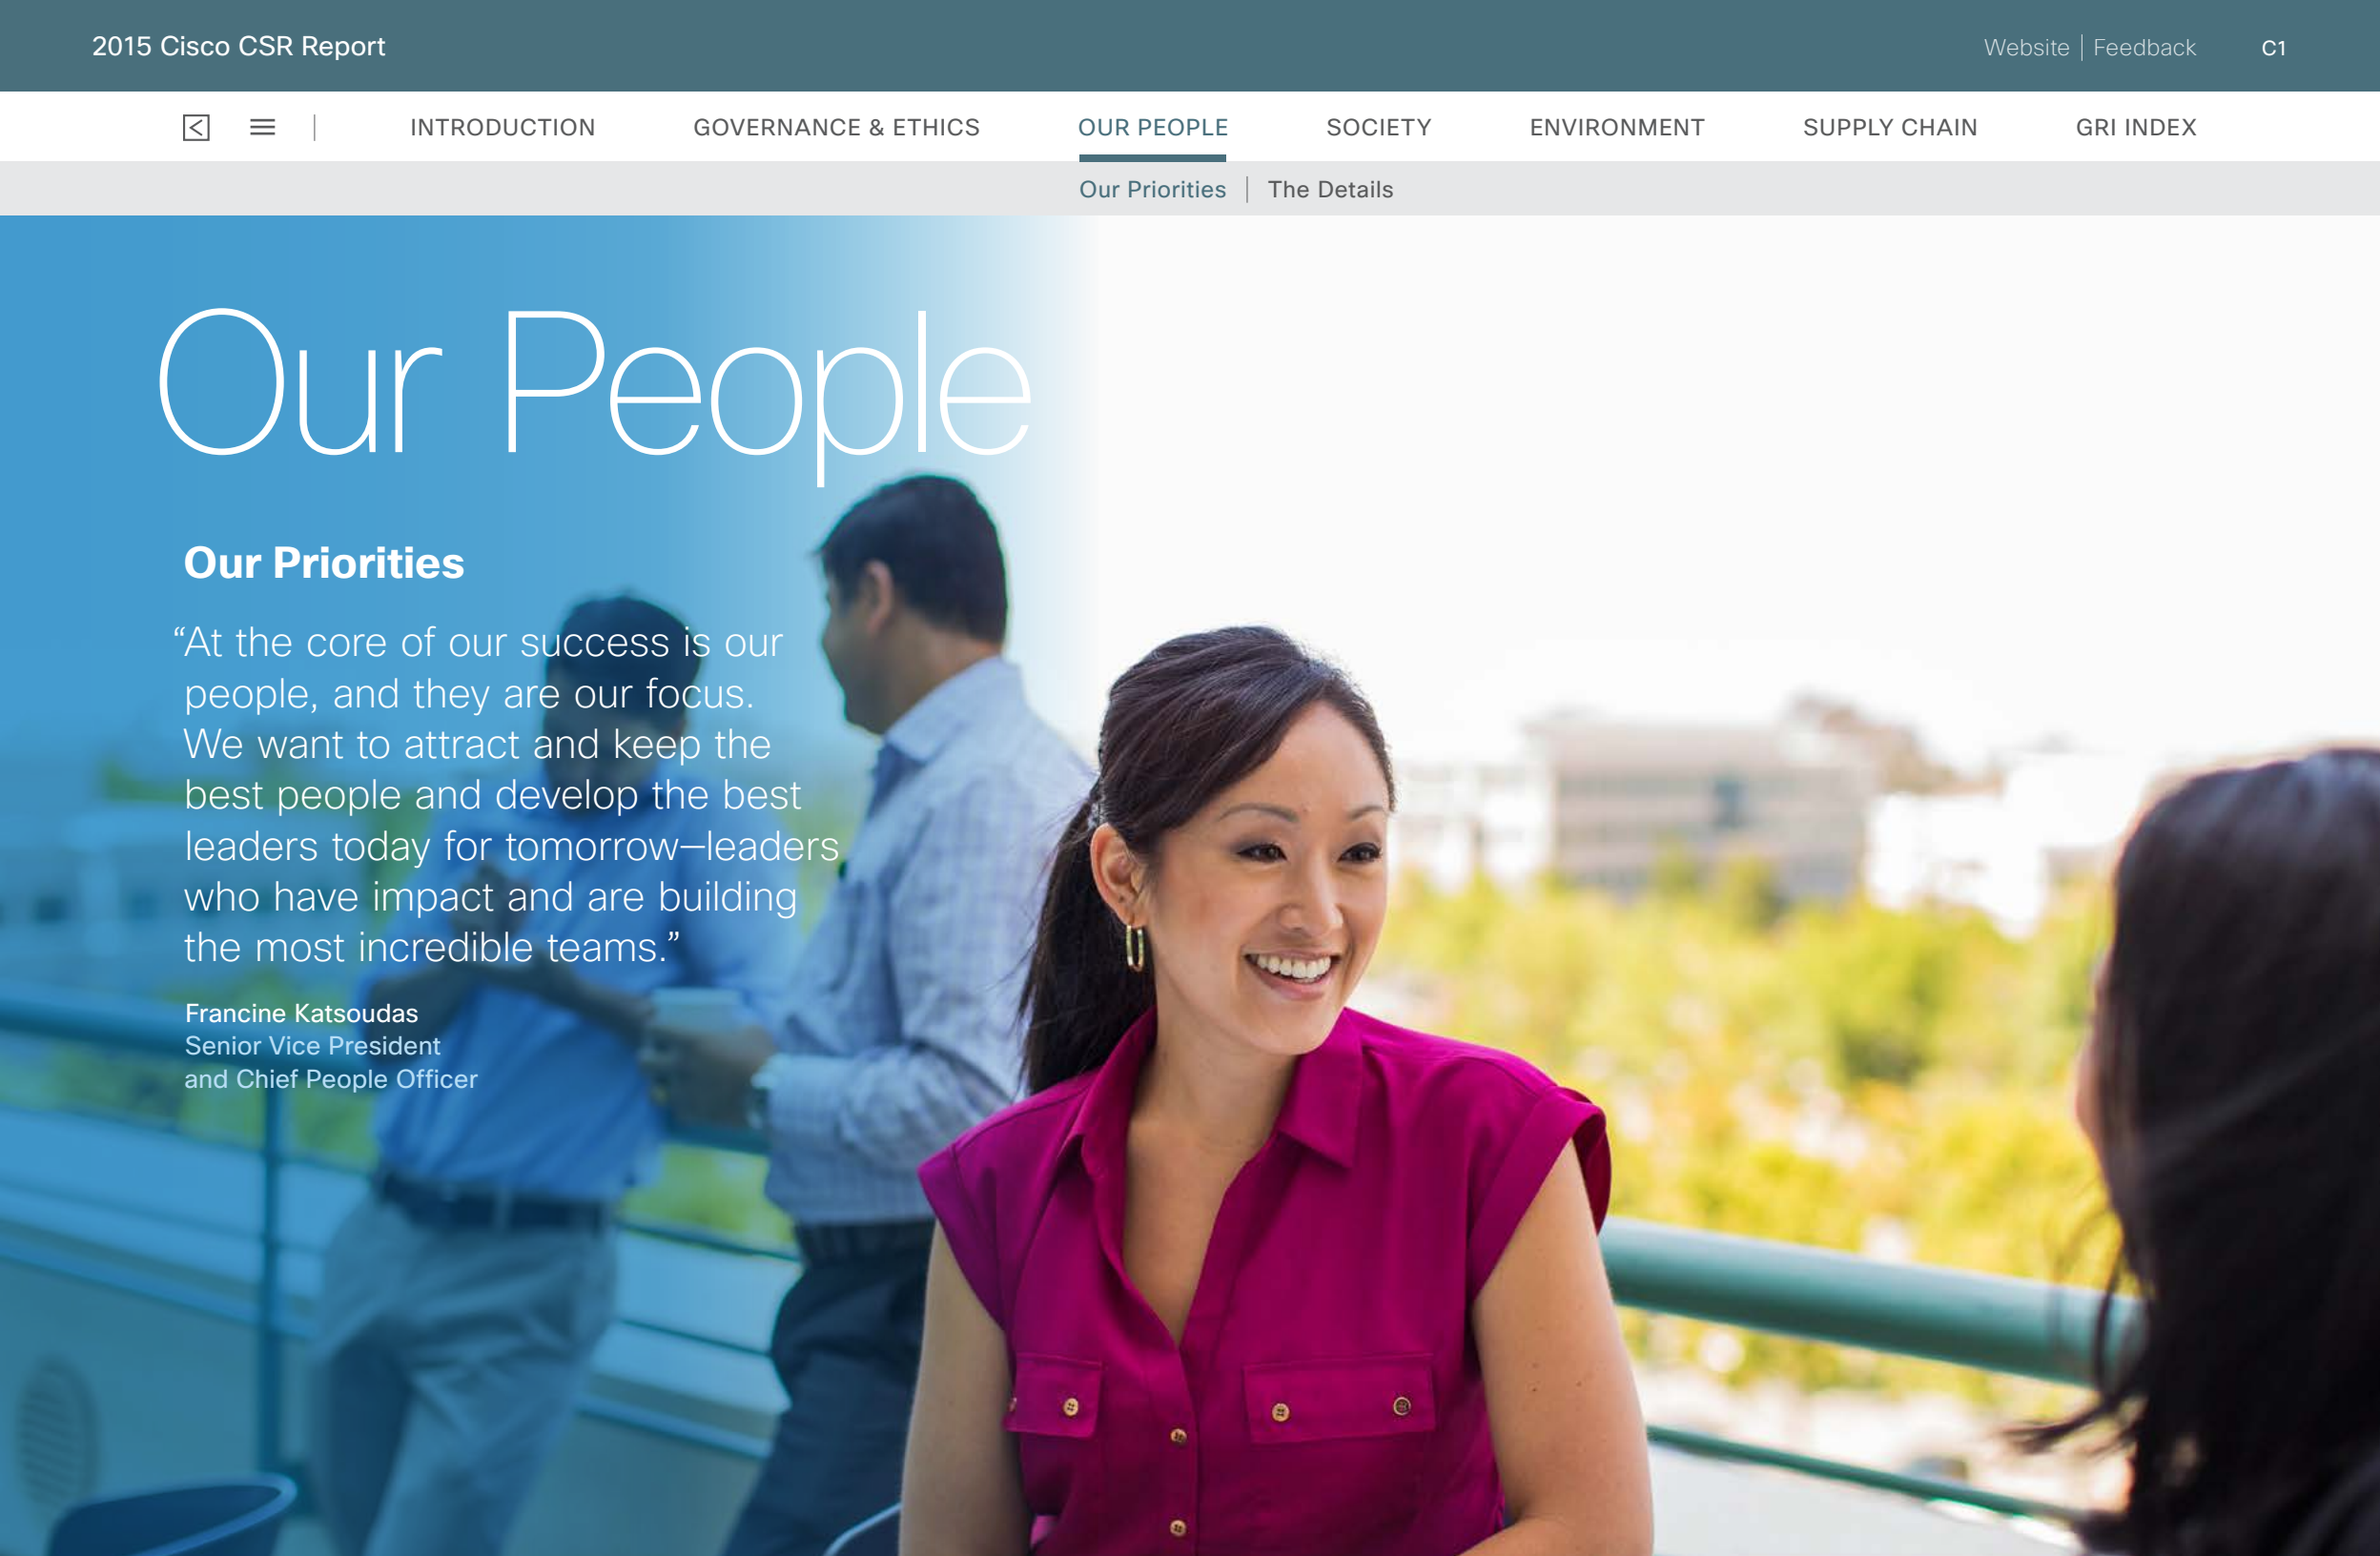 2015 Cisco CSR Report
Website | Feedback C1
INTRODUCTION GOVERNANCE & ETHICS OUR PEOPLE SOCIETY ENVIRONMENT SUPPLY CHAIN GRI INDEX
Our Priorities | The Details
Our People
Our Priorities
“At the core of our success is our
people, and they are our focus.
We want to attract and keep the
best people and develop the best
leaders today for tomorrow—leaders
who have impact and are building
the most incredible teams.”
Francine Katsoudas
Senior Vice President
and Chief People Officer